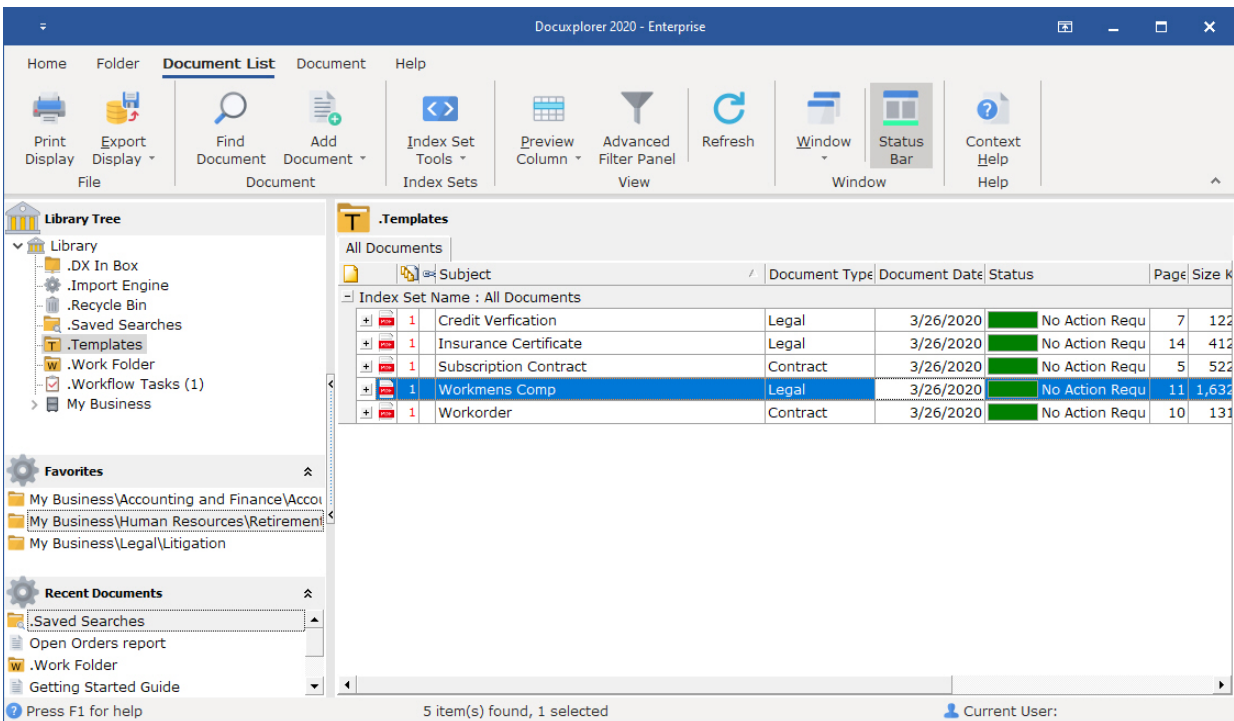 Docuxplorer 2020 - Enterprise
Home Folder Document List Document Help
Print Display
Export Display
Find Document
Add Document
Index Set Tools
Preview Column
Advanced Filter Panel
Refresh
Window
Status Bar
Context Help
File Document Index Sets View Window Help
Library Tree
Library
.DX In Box
.Import Engine
.Recycle Bin
.Saved Searches
T .Templates
W .Work Folder
.Workflow Tasks (1)
My Business
Favorites
My Business\Accounting and Finance\Accou
My Business\Human Resources\Retirement
My Business\Legal\Litigation
Recent Documents
.Saved Searches
Open Orders report
W .Work Folder
Getting Started Guide
T .Templates
All Documents
Subject Document Type Document Date Status Page Size K
Index Set Name : All Documents
PDF 1 Credit Verfication Legal 3/26/2020 No Action Requ 7 122
PDF 1 Insurance Certificate Legal 3/26/2020 No Action Requ 14 412
PDF 1 Subscription Contract Contract 3/26/2020 No Action Requ 5 522
PDF 1 Workmens Comp Legal 3/26/2020 No Action Requ 11 1,632
PDF 1 Workorder Contract 3/26/2020 No Action Requ 10 131
Press F1 for help 5 item(s) found, 1 selected Current User: